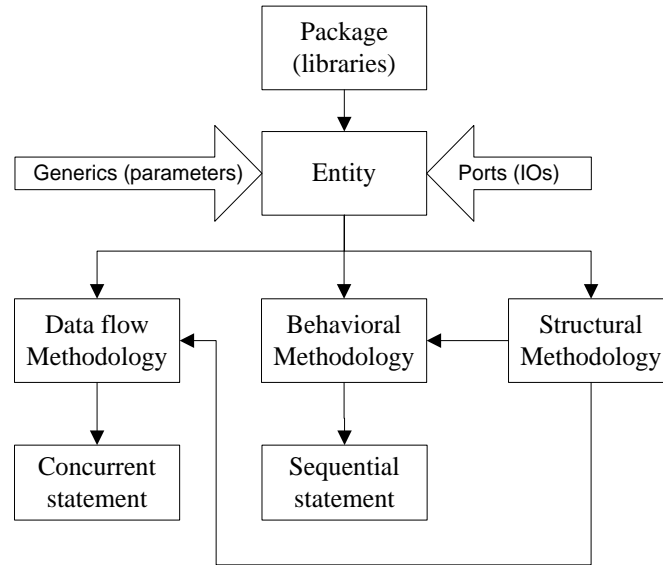 Package
(libraries)
Generics (parameters)
Entity
Ports (IOs)
Data flow
Methodology
Behavioral
Methodology
Structural
Methodology
Concurrent
statement
Sequential
statement